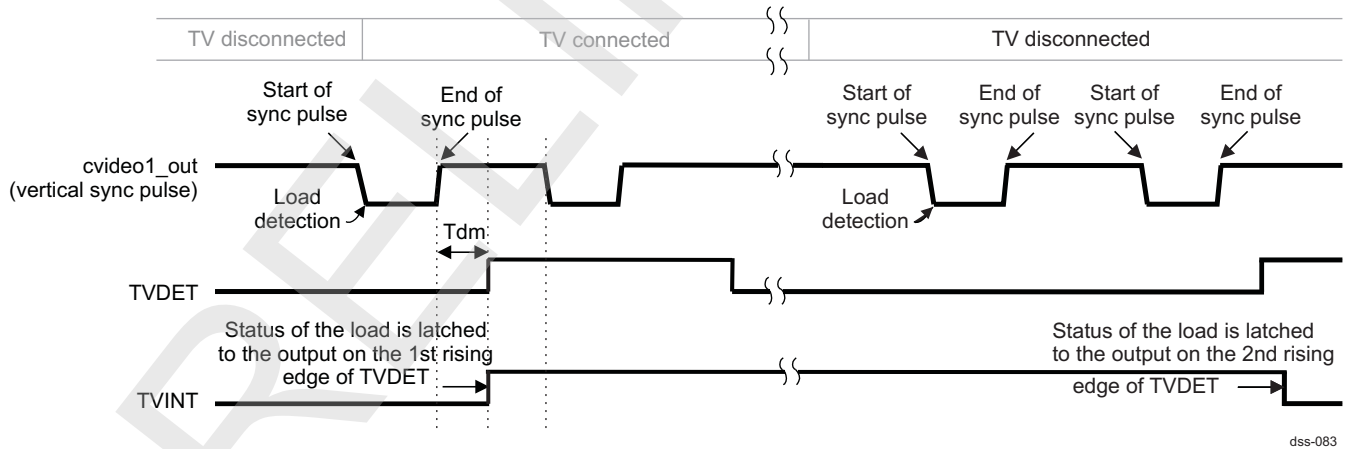 TV disconnected TV connected TV disconnected
Start of
sync pulse
End of
sync pulse
Start of
sync pulse
End of
sync pulse
Start of
sync pulse
End of
sync pulse
cvideo1_out
(vertical sync pulse)
Load
detection
Load
detection
Tdm
TVDET
Status of the load is latched
to the output on the 1st rising
edge of TVDET
Status of the load is latched
to the output on the 2nd rising
edge of TVDET
TVINT
dss-083